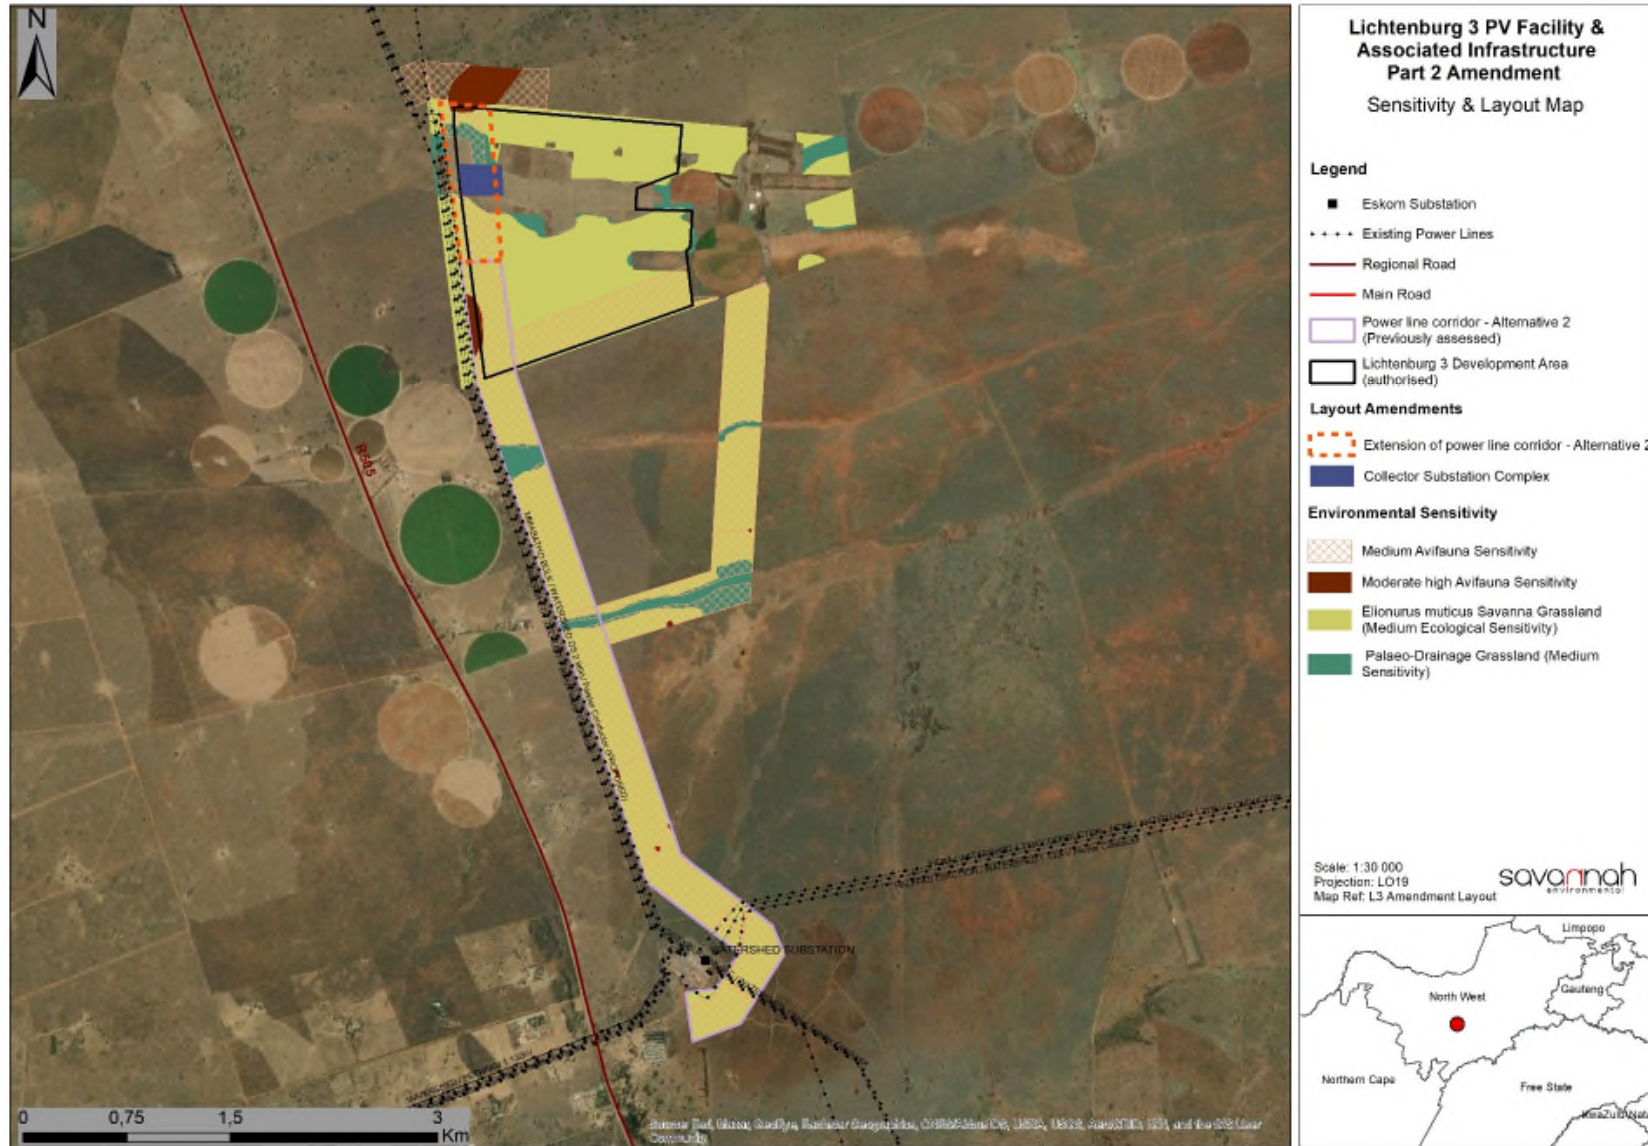 N
Lichtenburg 3 PV Facility &
Associated Infrastructure
Part 2 Amendment
Sensitivity & Layout Map
Legend
Eskom Substation
Existing Power Lines
Regional Road
Main Road
Power line corridor - Alternative 2
(Previously assessed)
Lichtenburg 3 Development Area
(authorised)
Layout Amendments
Extension of power line corridor - Alternative 2
Collector Substation Complex
Environmental Sensitivity
Medium Avifauna Sensitivity
Moderate high Avifauna Sensitivity
Elionurus muticus Savanna Grassland
(Medium Ecological Sensitivity)
Palaeo-Drainage Grassland (Medium
Sensitivity)
Scale: 1:30 000
Projection: LO19
Map Ref: L3 Amendment Layout
savannah
environmental
Limpopo
Gauteng
North West
Northern Cape
Free State
KwaZulu-Nata
R505
WATERSHED SUBSTATION
0 0,75 1,5 3
Km
Community